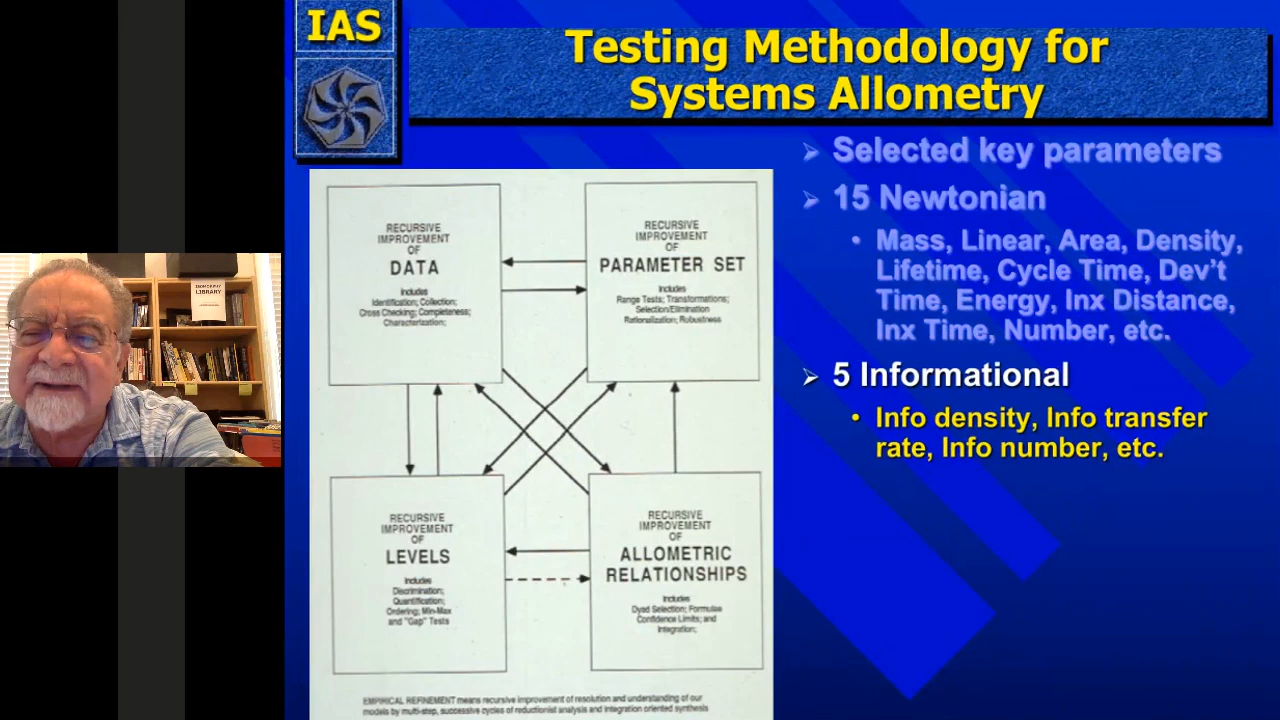 IAS
Testing Methodology for
Systems Allometry
LIBRARY
RECURSIVE
IMPROVEMENT
OF
DATA
Includes
Identification; Collection;
Cross Checking; Completeness;
Characterization;
RECURSIVE
IMPROVEMENT
OF
PARAMETER SET
Includes
Range Tests; Transformations;
Selection/Elimination
Rationalization; Robustness
RECURSIVE
IMPROVEMENT
OF
LEVELS
Includes
Discrimination;
Quantification;
Ordering; Min-Max
and "Gap" Tests
RECURSIVE
IMPROVEMENT
OF
ALLOMETRIC
RELATIONSHIPS
Includes
Dyad Selection; Formulae
Confidence Limits; and
Integration;
EMPIRICAL REFINEMENT means recursive improvement of resolution and understanding of our
models by multi-step, successive cycles of reductionist analysis and integration oriented synthesis
Selected key parameters
15 Newtonian
• Mass, Linear, Area, Density,
Lifetime, Cycle Time, Dev't
Time, Energy, Inx Distance,
Inx Time, Number, etc.
5 Informational
• Info density, Info transfer
rate, Info number, etc.